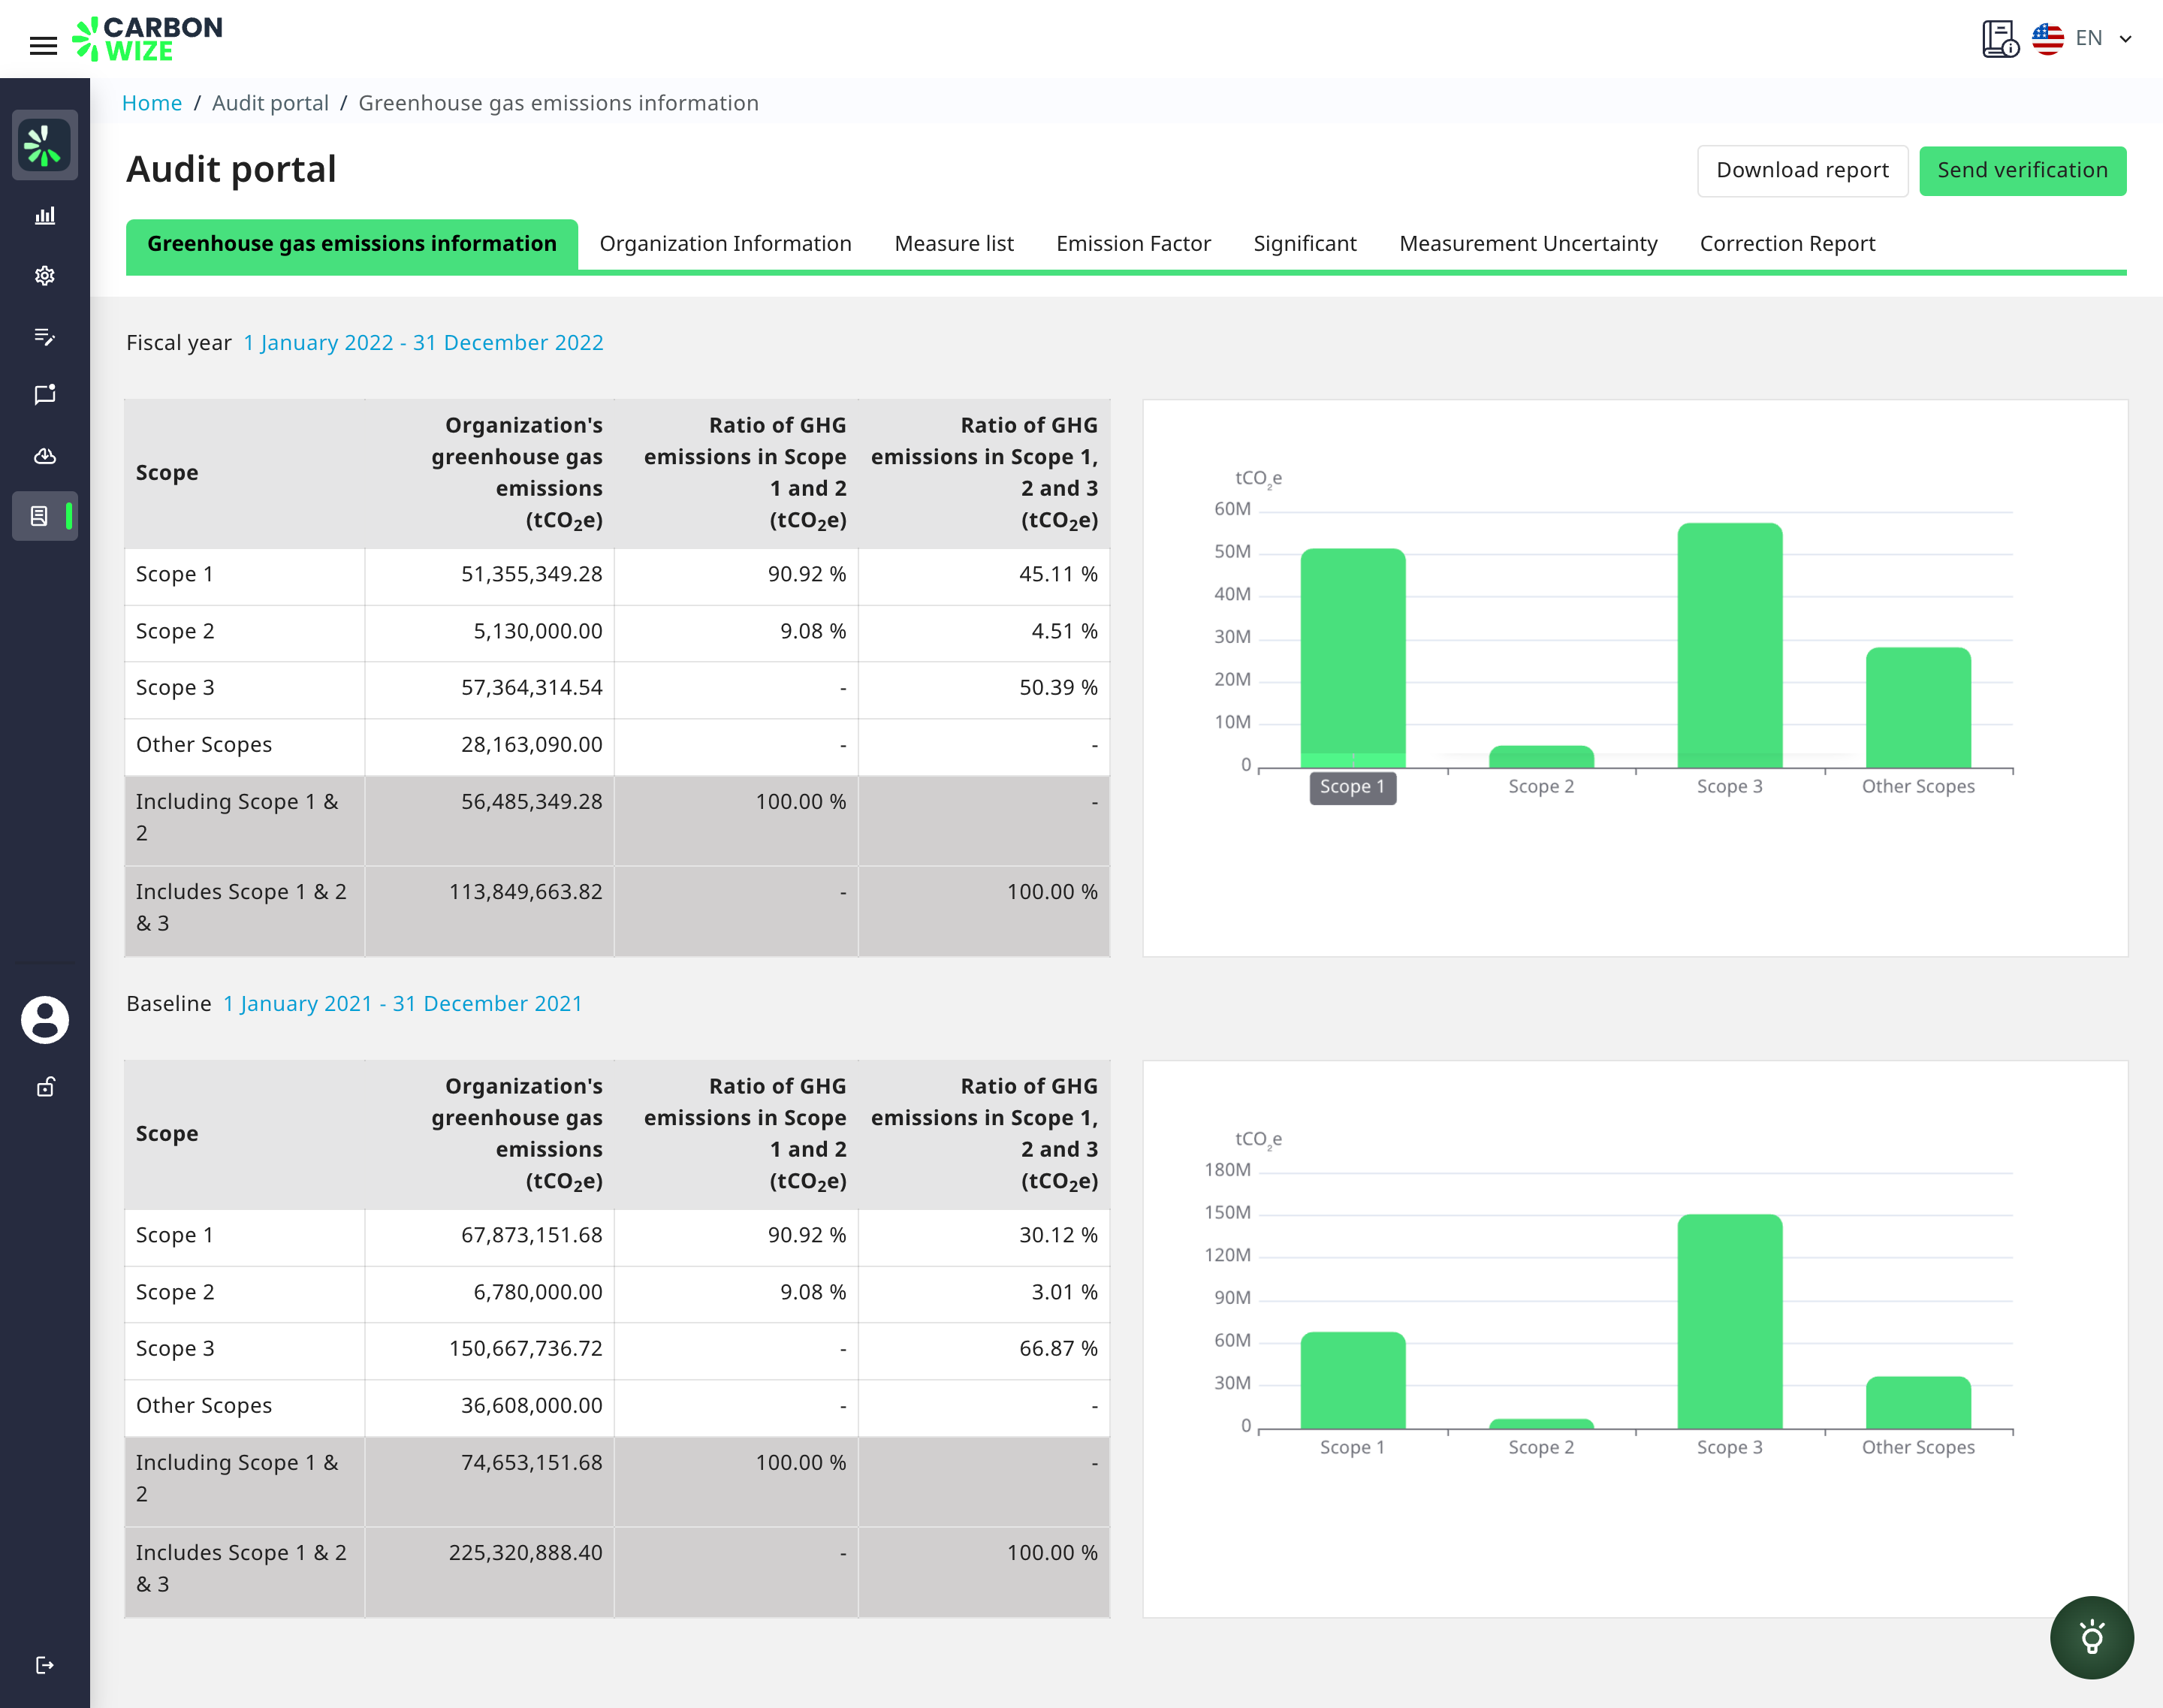 CARBON
WIZE
EN
Home / Audit portal / Greenhouse gas emissions information
Audit portal
Download report
Send verification
Greenhouse gas emissions information
Organization Information
Measure list
Emission Factor
Significant
Measurement Uncertainty
Correction Report
Fiscal year 1 January 2022 - 31 December 2022
Scope
Organization's
greenhouse gas
emissions
(tCO₂e)
Ratio of GHG
emissions in Scope
1 and 2
(tCO₂e)
Ratio of GHG
emissions in Scope 1,
2 and 3
(tCO₂e)
Scope 1 51,355,349.28 90.92 % 45.11 %
Scope 2 5,130,000.00 9.08 % 4.51 %
Scope 3 57,364,314.54 - 50.39 %
Other Scopes 28,163,090.00 - -
Including Scope 1 & 56,485,349.28 100.00 % -
2
Includes Scope 1 & 2 113,849,663.82 - 100.00 %
& 3
tCO₂e
60M
50M
40M
30M
20M
10M
0
Scope 1 Scope 2 Scope 3 Other Scopes
Baseline 1 January 2021 - 31 December 2021
Scope
Organization's
greenhouse gas
emissions
(tCO₂e)
Ratio of GHG
emissions in Scope
1 and 2
(tCO₂e)
Ratio of GHG
emissions in Scope 1,
2 and 3
(tCO₂e)
Scope 1 67,873,151.68 90.92 % 30.12 %
Scope 2 6,780,000.00 9.08 % 3.01 %
Scope 3 150,667,736.72 - 66.87 %
Other Scopes 36,608,000.00 - -
Including Scope 1 & 74,653,151.68 100.00 % -
2
Includes Scope 1 & 2 225,320,888.40 - 100.00 %
& 3
tCO₂e
180M
150M
120M
90M
60M
30M
0
Scope 1 Scope 2 Scope 3 Other Scopes